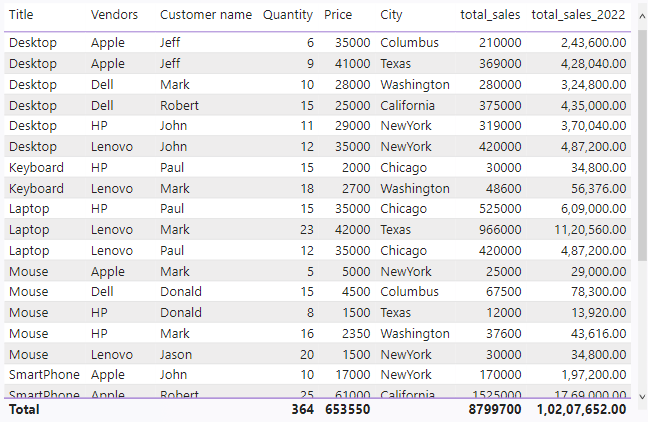 Title Vendors Customer name Quantity Price City total_sales total_sales_2022
Desktop Apple Jeff 6 35000 Columbus 210000 2,43,600.00
Desktop Apple Jeff 9 41000 Texas 369000 4,28,040.00
Desktop Dell Mark 10 28000 Washington 280000 3,24,800.00
Desktop Dell Robert 15 25000 California 375000 4,35,000.00
Desktop HP John 11 29000 NewYork 319000 3,70,040.00
Desktop Lenovo John 12 35000 NewYork 420000 4,87,200.00
Keyboard HP Paul 15 2000 Chicago 30000 34,800.00
Keyboard Lenovo Mark 18 2700 Washington 48600 56,376.00
Laptop HP Paul 15 35000 Chicago 525000 6,09,000.00
Laptop Lenovo Mark 23 42000 Texas 966000 11,20,560.00
Laptop Lenovo Paul 12 35000 Chicago 420000 4,87,200.00
Mouse Apple Mark 5 5000 NewYork 25000 29,000.00
Mouse Dell Donald 15 4500 Columbus 67500 78,300.00
Mouse HP Donald 8 1500 Texas 12000 13,920.00
Mouse HP Mark 16 2350 Washington 37600 43,616.00
Mouse Lenovo Jason 20 1500 NewYork 30000 34,800.00
SmartPhone Apple John 10 17000 NewYork 170000 1,97,200.00
SmartPhone Apple Robert 25 61000 California 1525000 17,69,000.00
Total 364 653550 8799700 1,02,07,652.00